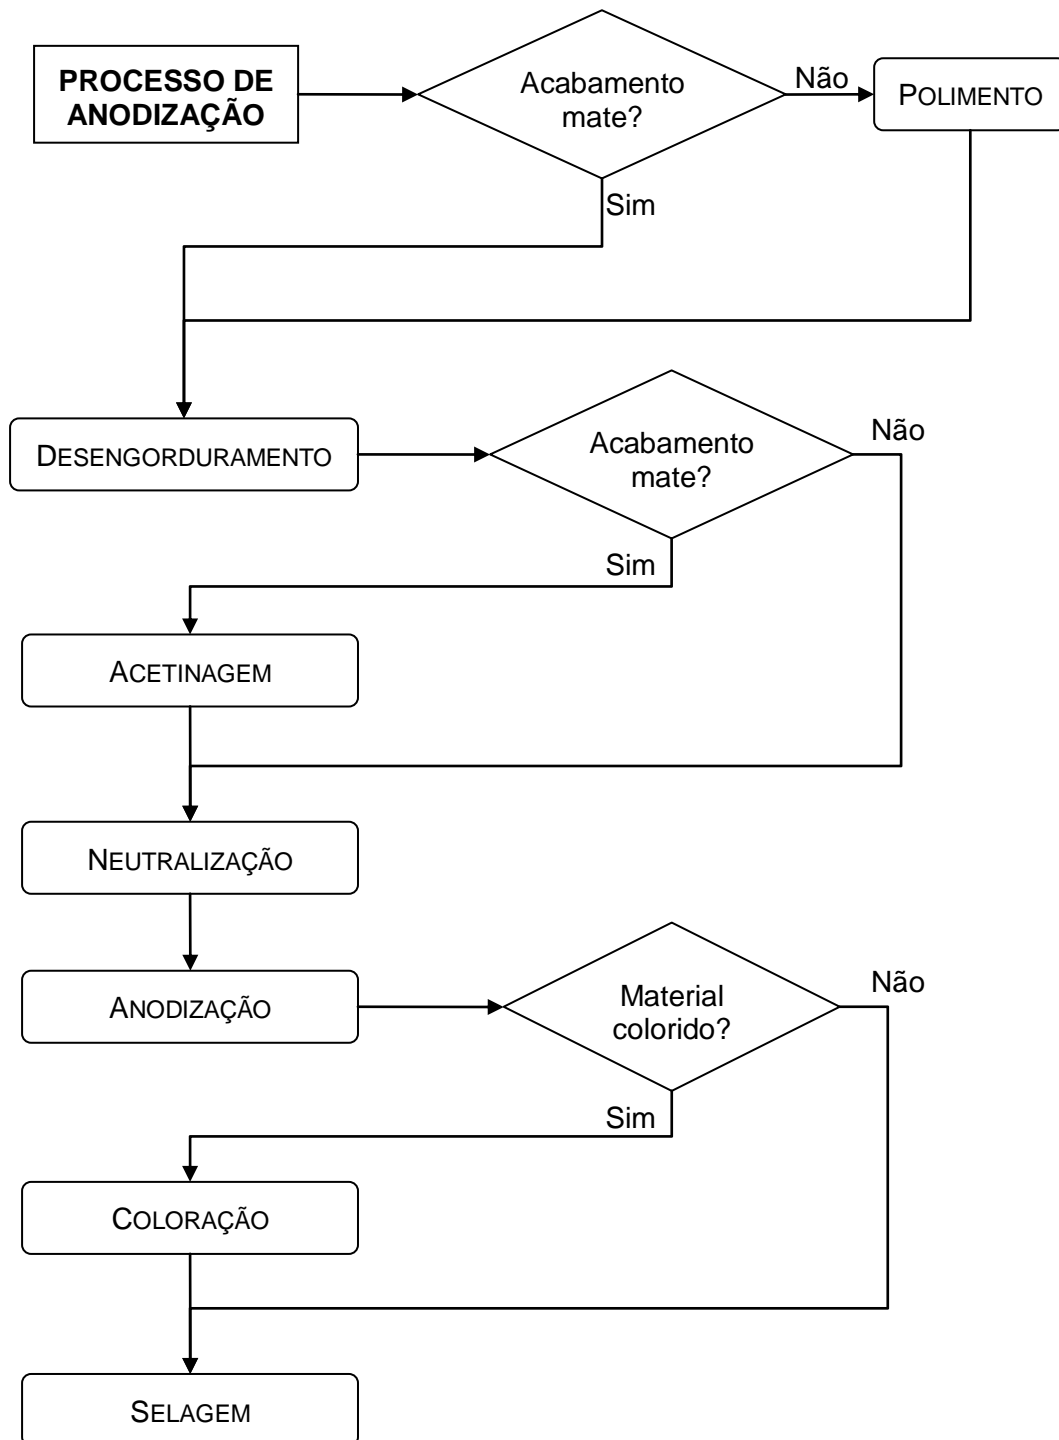 PROCESSO DE
ANODIZAÇÃO
Acabamento
mate?
Não
POLIMENTO
Sim
DESENGORDURAMENTO
Acabamento
mate?
Não
Sim
ACETINAGEM
NEUTRALIZAÇÃO
ANODIZAÇÃO
Material
colorido?
Não
Sim
COLORAÇÃO
SELAGEM